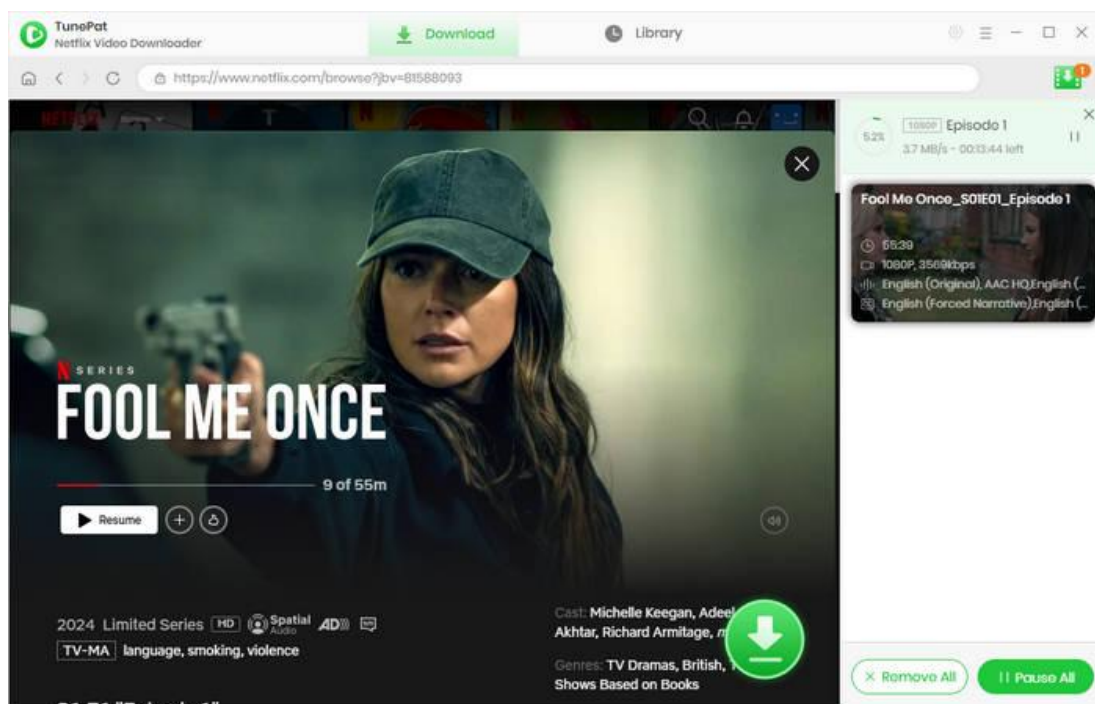 TunePat
Netflix Video Downloader
Download
Library
https://www.netflix.com/browse?jbv=81588093
1
NETFLIX
5.2%
1080P Episode 1
3.7 MB/s - 00:13:44 left
Fool Me Once_S01E01_Episode 1
55:39
1080P, 3569kbps
English (Original), AAC HQ,English (...
English (Forced Narrative),English (...
N SERIES
FOOL ME ONCE
9 of 55m
Resume
2024 Limited Series HD Spatial Audio AD
TV-MA language, smoking, violence
Cast: Michelle Keegan, Adeel
Akhtar, Richard Armitage,
Genres: TV Dramas, British,
Shows Based on Books
Remove All
Pause All